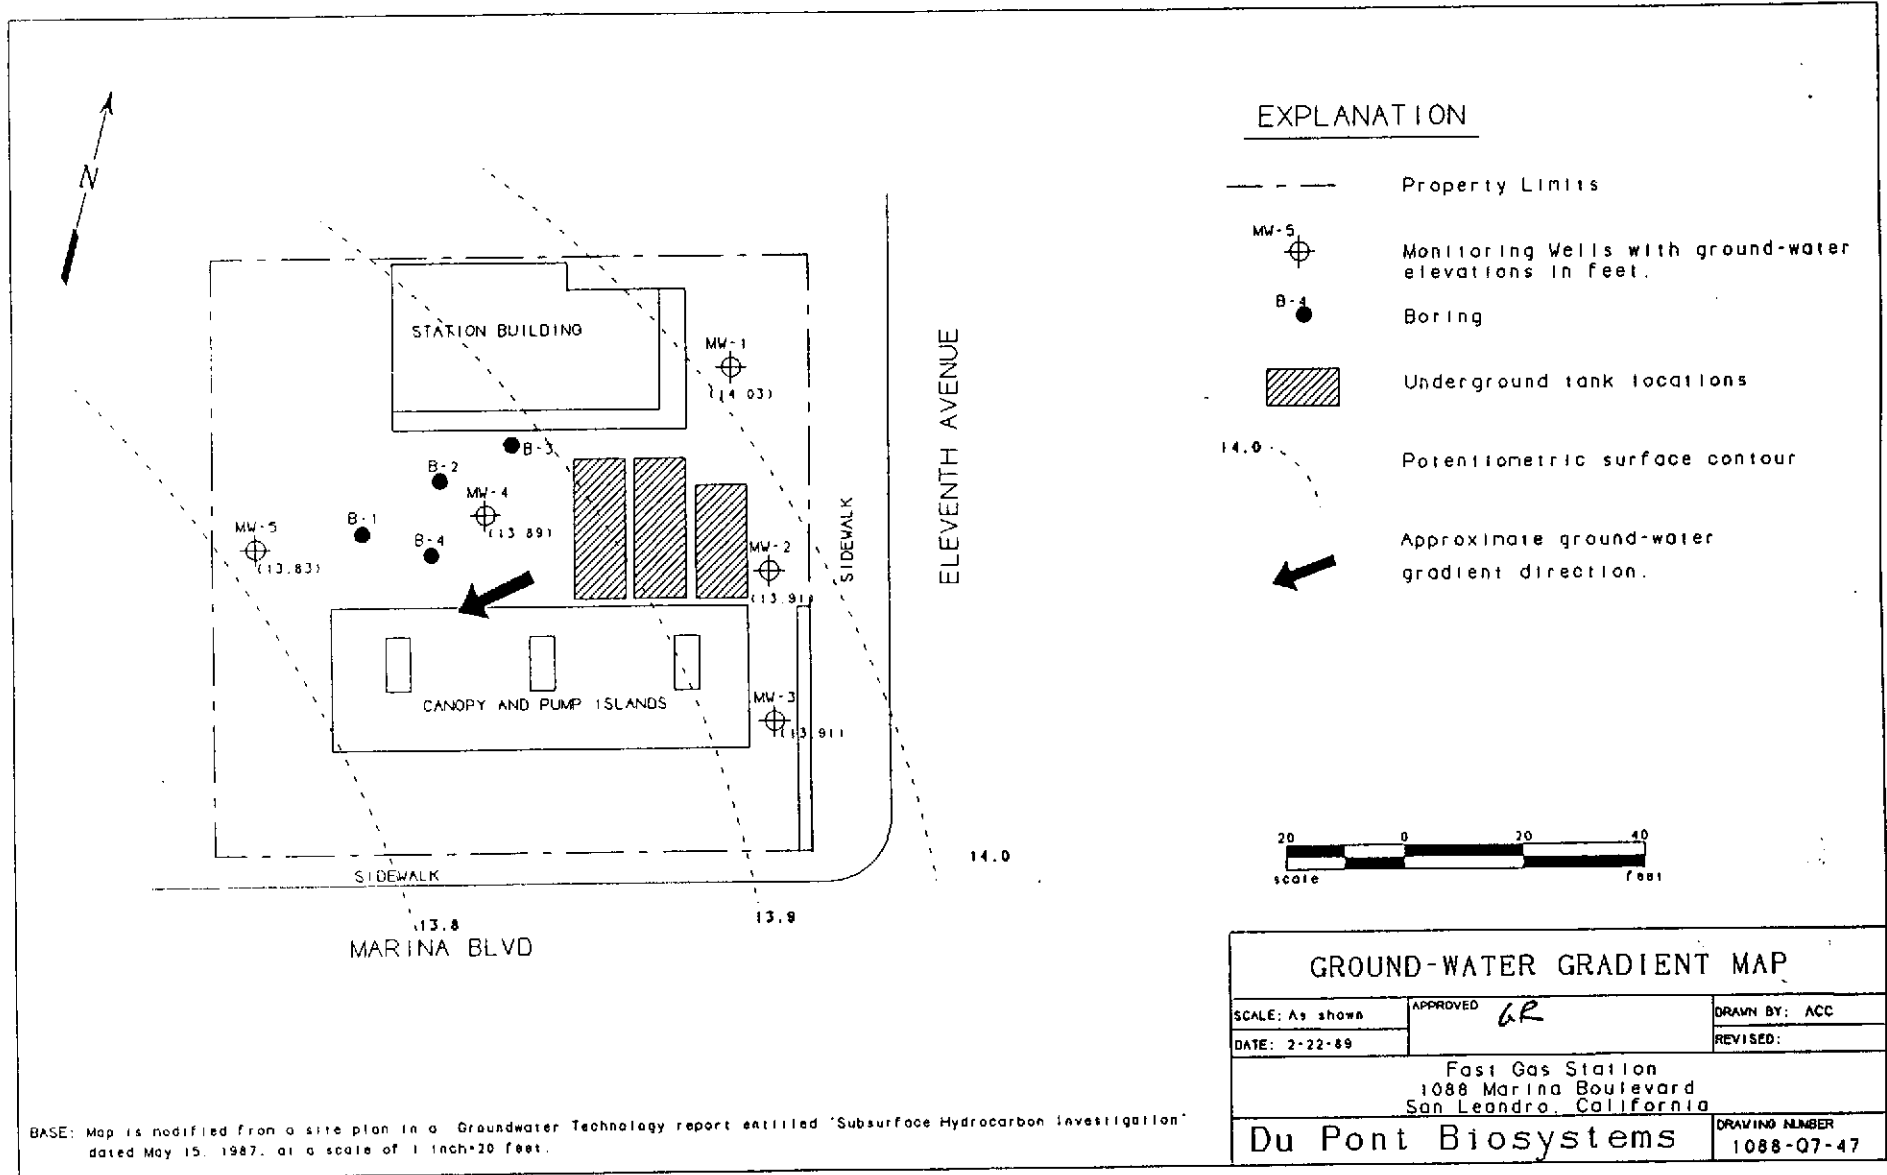 N
EXPLANATION
Property Limits
MW-5
Monitoring Wells with ground-water
elevations in feet.
B-4
Boring
Underground tank locations
14.0
Potentiometric surface contour
Approximate ground-water
gradient direction.
STATION BUILDING
MW-1
(14.03)
B-3
B-2
MW-4
(13.89)
B-1
B-4
MW-5
(13.83)
MW-2
(13.91)
SIDEWALK
ELEVENTH AVENUE
MW-3
(13.91)
CANOPY AND PUMP ISLANDS
SIDEWALK
14.0
13.9
13.8
MARINA BLVD
20 0 20 40
scale feet
GROUND-WATER GRADIENT MAP
SCALE: As shown
APPROVED GR
DRAWN BY: ACC
DATE: 2-22-89
REVISED:
Fast Gas Station
1088 Marina Boulevard
San Leandro, California
Du Pont Biosystems
DRAWING NUMBER
1088-Q7-47
BASE: Map is modified from a site plan in a Groundwater Technology report entitled "Subsurface Hydrocarbon Investigation"
dated May 15, 1987, at a scale of 1 inch=20 feet.